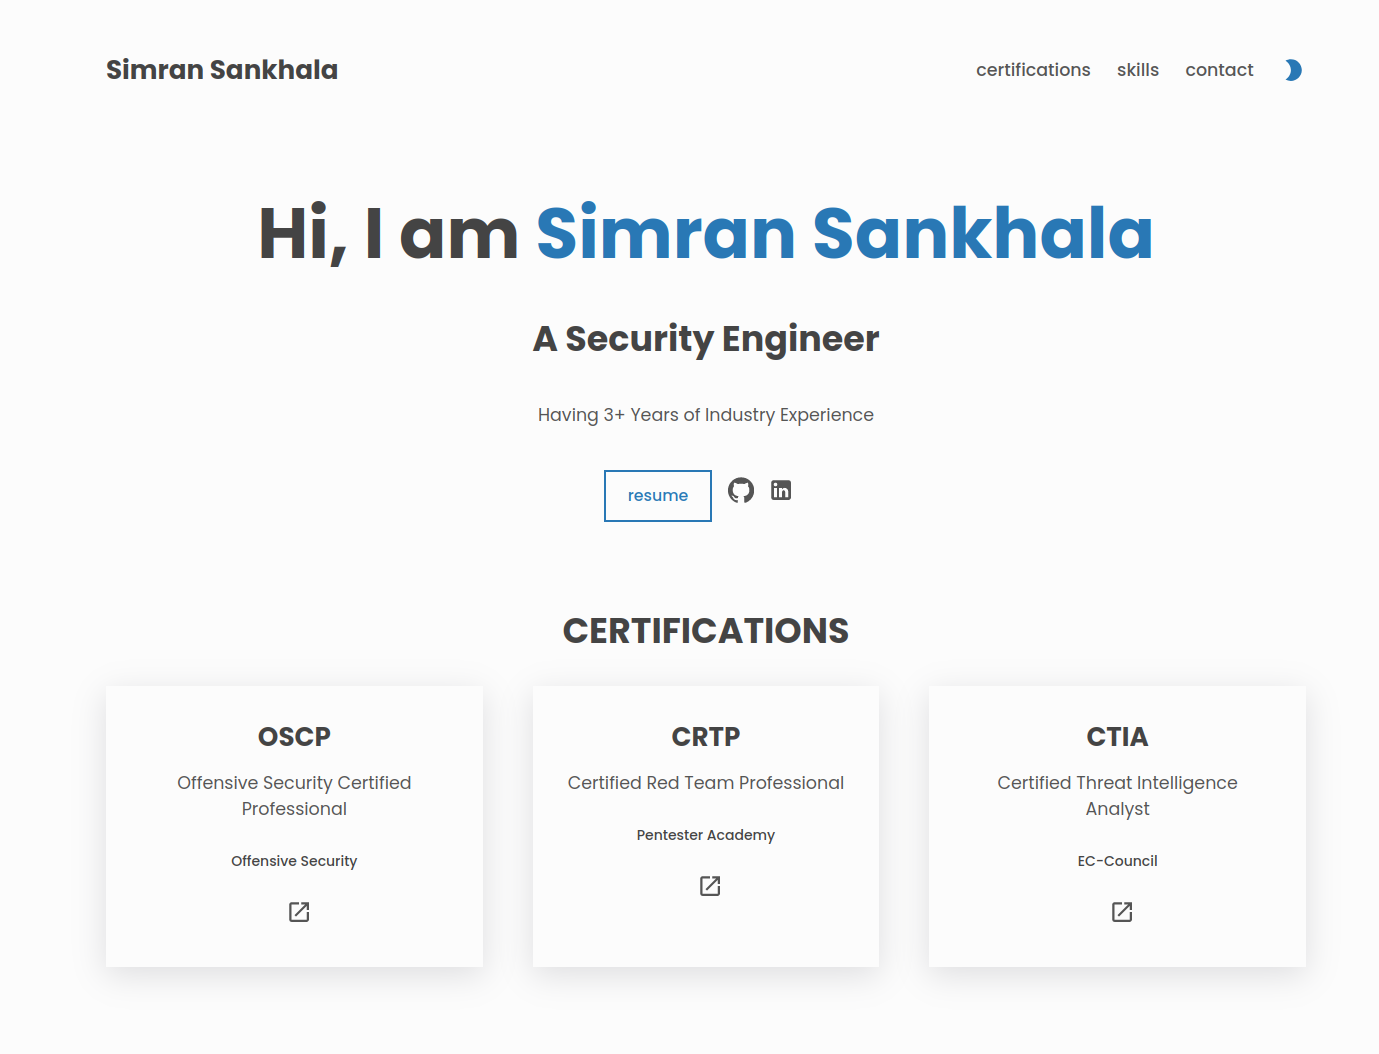 Simran Sankhala
certifications skills contact
Hi, I am Simran Sankhala
A Security Engineer
Having 3+ Years of Industry Experience
resume
CERTIFICATIONS
OSCP
Offensive Security Certified
Professional
Offensive Security
CRTP
Certified Red Team Professional
Pentester Academy
CTIA
Certified Threat Intelligence
Analyst
EC-Council